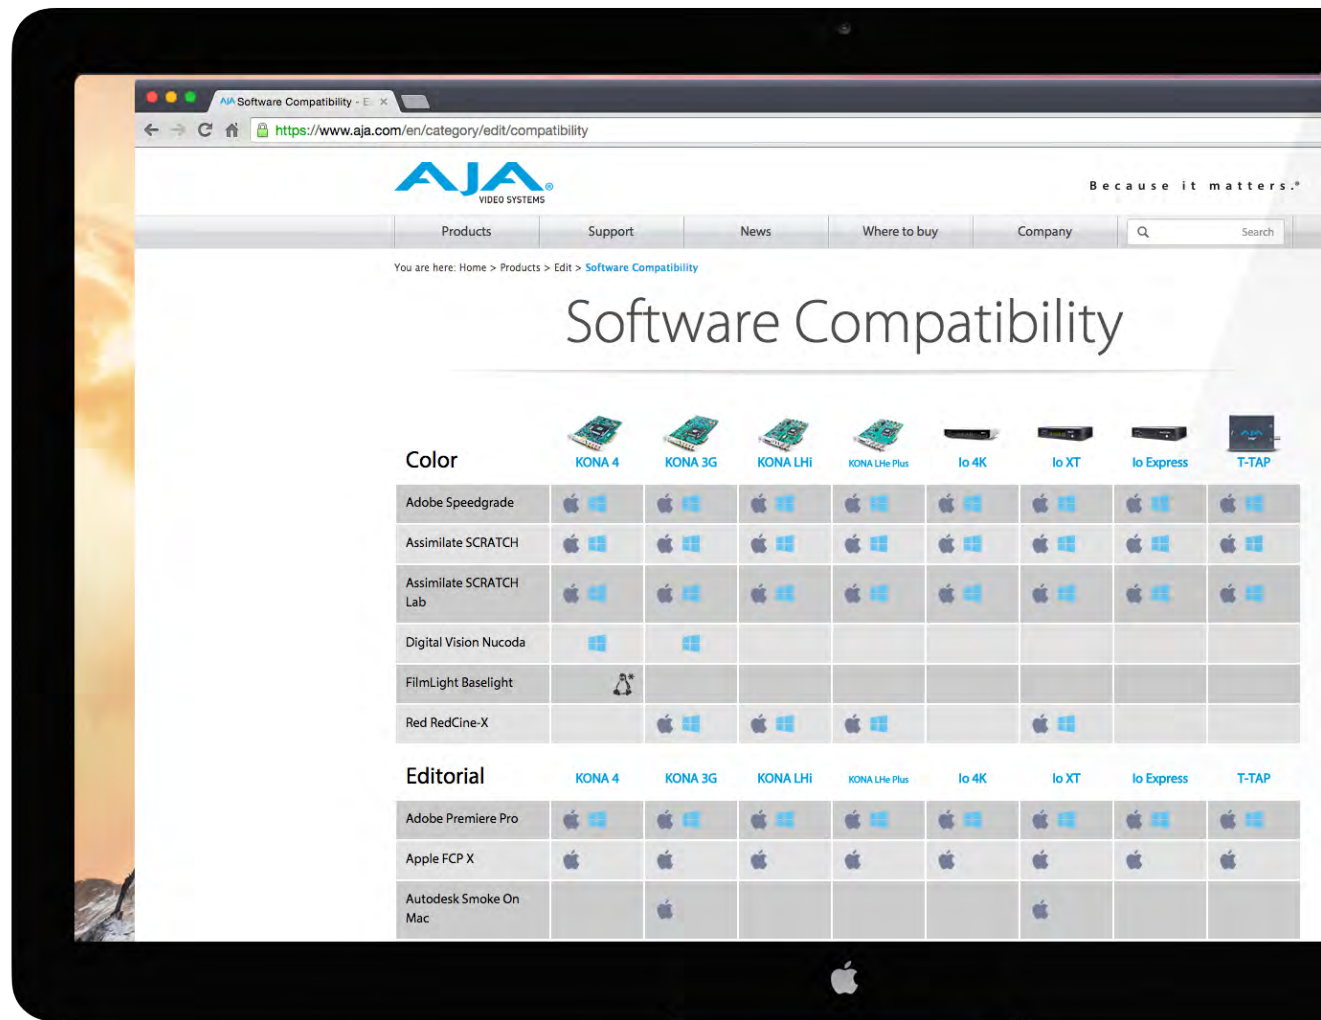 AJA Software Compatibility - E
https://www.aja.com/en/category/edit/compatibility
AJA®
VIDEO SYSTEMS
Because it matters.®
Products Support News Where to buy Company Search
You are here: Home > Products > Edit > Software Compatibility
Software Compatibility
AJA
Color KONA 4 KONA 3G KONA LHi KONA LHe Plus Io 4K Io XT Io Express T-TAP
Adobe Speedgrade
Assimilate SCRATCH
Assimilate SCRATCH
Lab
Digital Vision Nucoda
FilmLight Baselight *
Red RedCine-X
Editorial KONA 4 KONA 3G KONA LHi KONA LHe Plus Io 4K Io XT Io Express T-TAP
Adobe Premiere Pro
Apple FCP X
Autodesk Smoke On
Mac